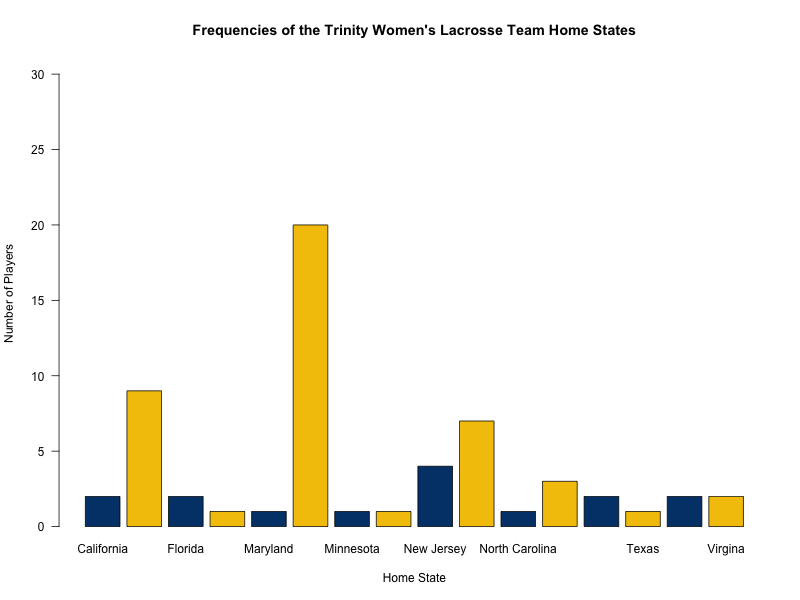 Frequencies of the Trinity Women's Lacrosse Team Home States
30
25
20
15
10
5
0
Number of Players
California Florida Maryland Minnesota New Jersey North Carolina Texas Virgina
Home State